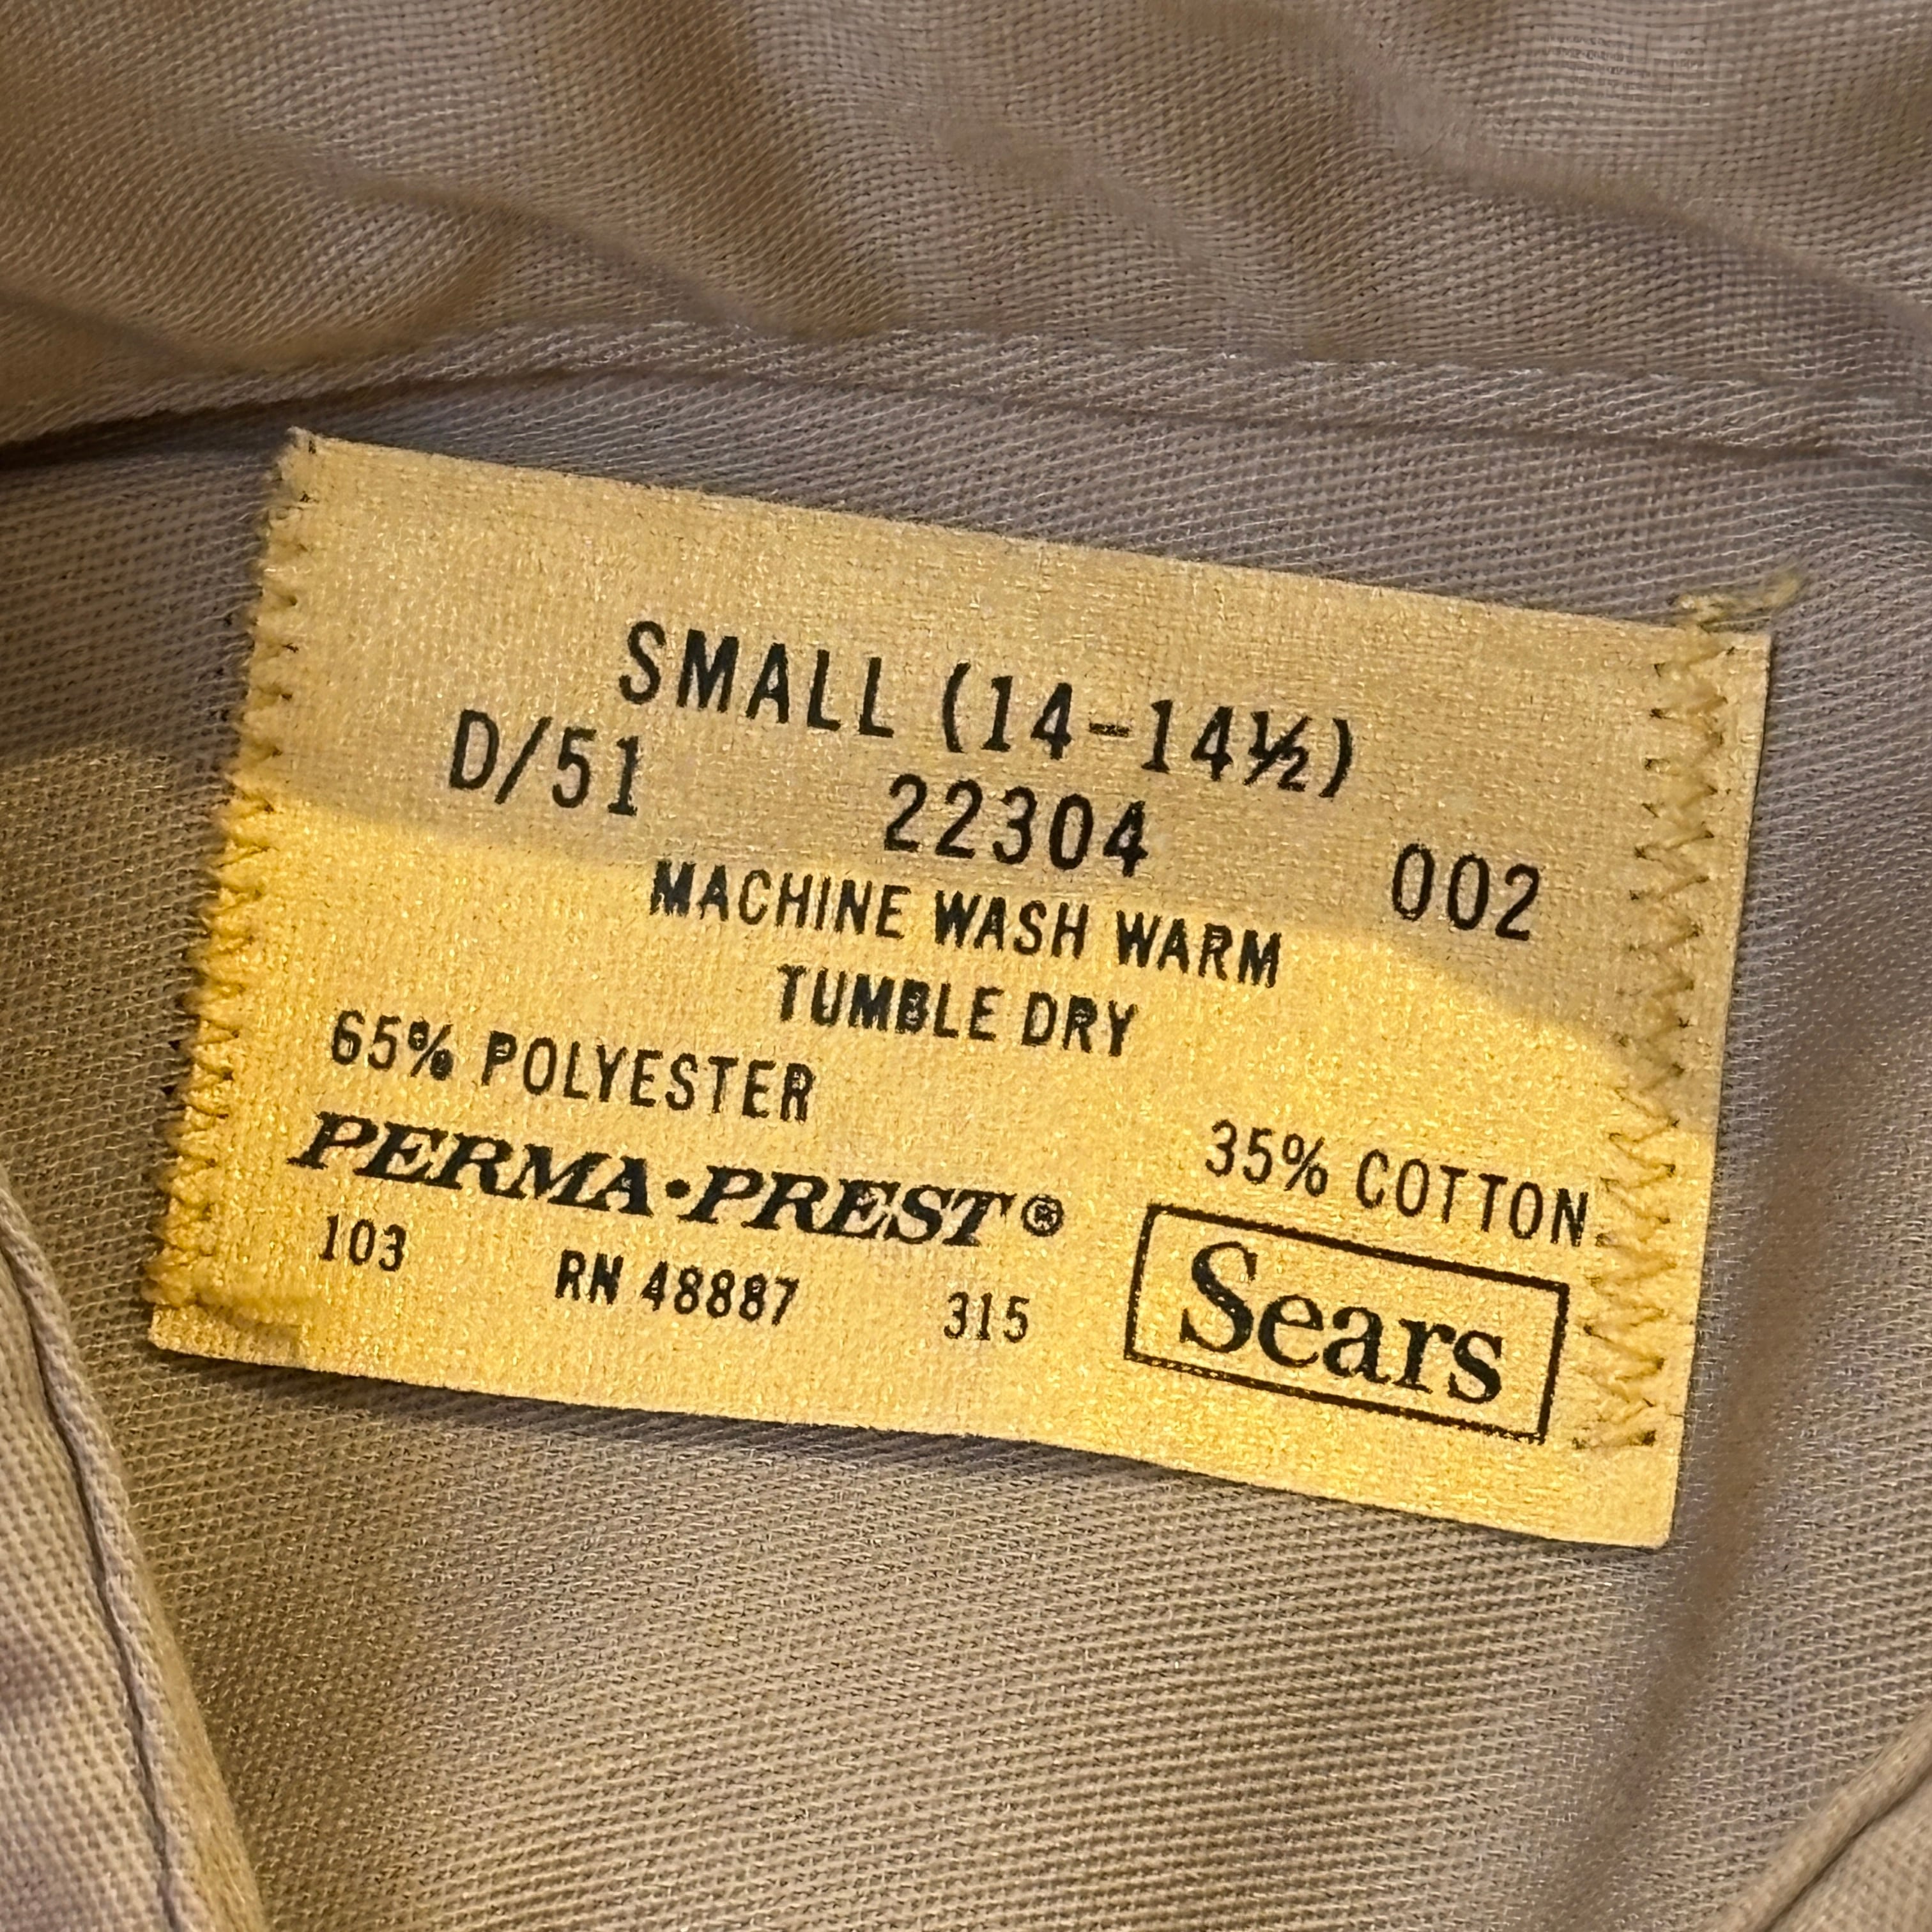 SMALL (14-14½)
D/51 22304 002
MACHINE WASH WARM
TUMBLE DRY
65% POLYESTER 35% COTTON
PERMA·PREST®
103 RN 48887 315 Sears